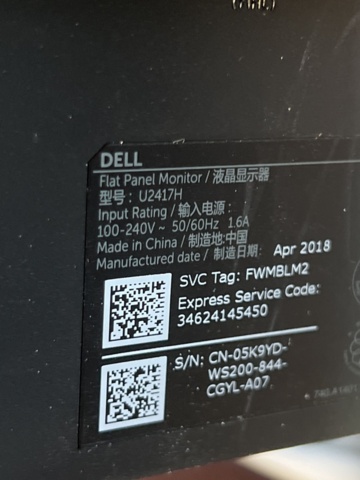 DELL
Flat Panel Monitor / 液晶显示器
型号: U2417H
Input Rating / 输入电源:
100-240V ~ 50/60Hz 1.6A
Made in China / 制造地:中国
Manufactured date / 制造日期: Apr 2018
SVC Tag: FWMBLM2
Express Service Code:
34624145450
S/N: CN-05K9YD-
WS200-844-
CGYL-A07